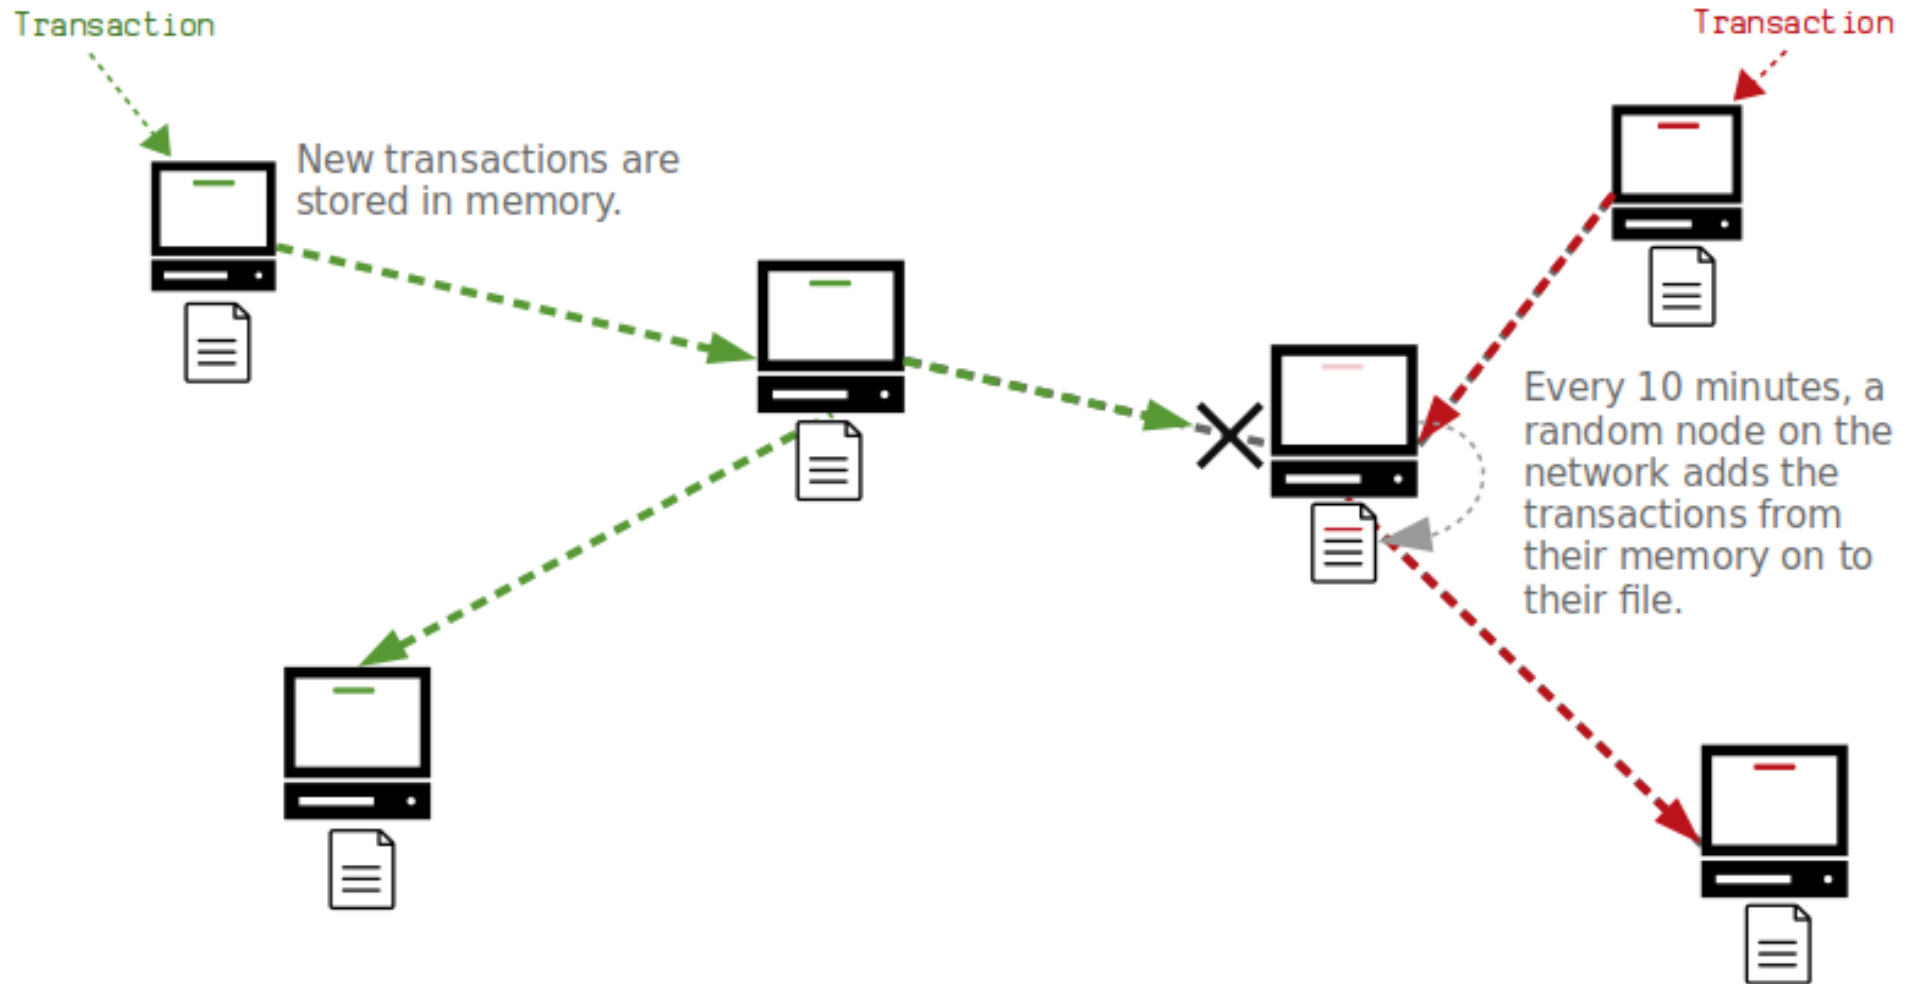 Transaction
Transaction
New transactions are
stored in memory.
Every 10 minutes, a
random node on the
network adds the
transactions from
their memory on to
their file.